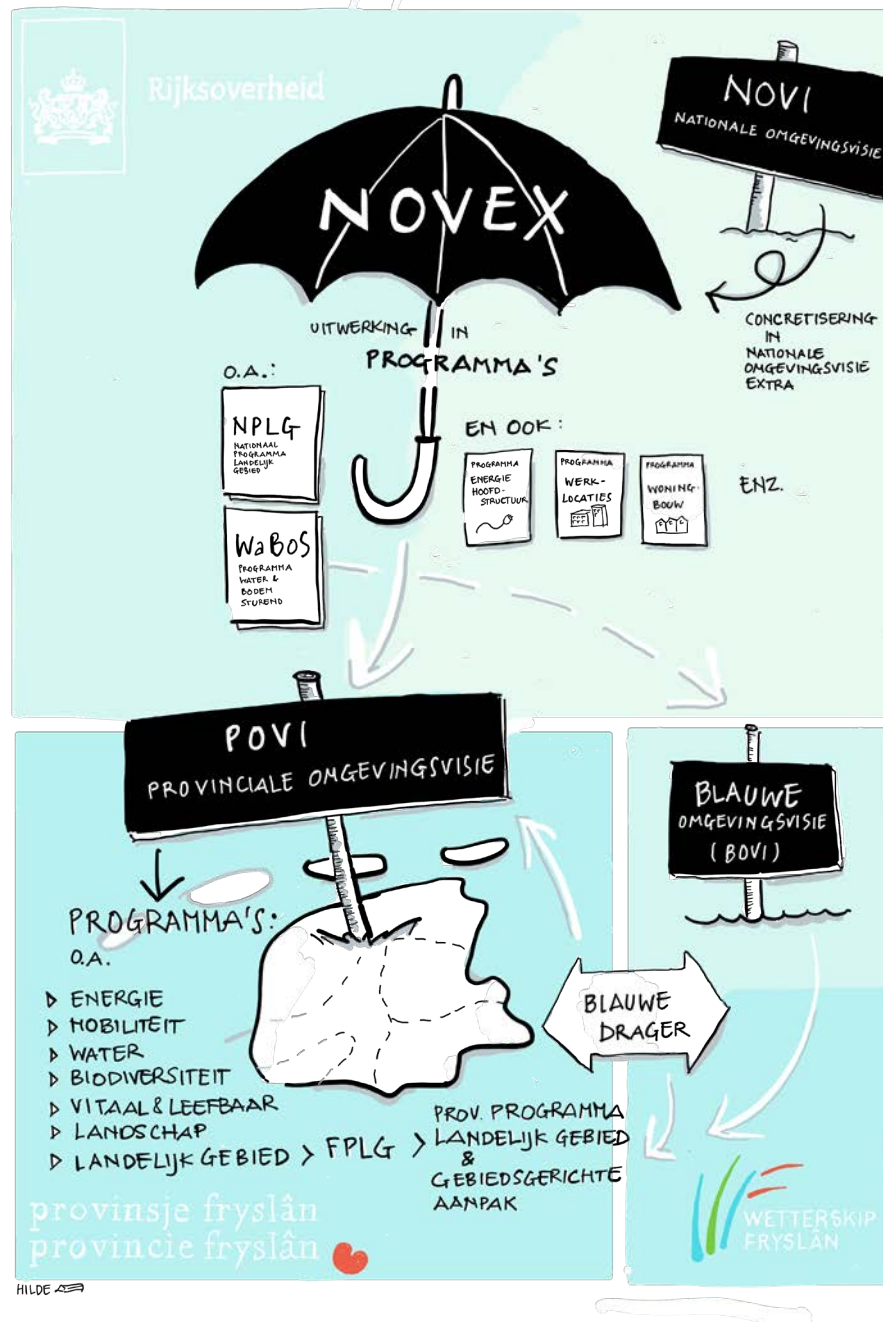 Rijksoverheid
NOVI
NATIONALE OMGEVINGSVISIE
NOVEX
CONCRETISERING
IN
NATIONALE
OMGEVINGSVISIE
EXTRA
UITWERKING IN
PROGRAMMA'S
O.A.:
NPLG
NATIONAAL
PROGRAMMA
LANDELIJK
GEBIED
EN OOK:
PROGRAMMA
ENERGIE
HOOFD-
STRUCTUUR
PROGRAMMA
WERK-
LOCATIES
PROGRAMMA
WONING-
BOUW
ENZ.
WaBOS
PROGRAMMA
WATER &
BODEM
STUREND
POVI
PROVINCIALE OMGEVINGSVISIE
BLAUWE
OMGEVINGSVISIE
(BOVI)
PROGRAMMA'S:
O.A.
▷ ENERGIE
▷ MOBILITEIT
▷ WATER
▷ BIODIVERSITEIT
▷ VITAAL & LEEFBAAR
▷ LANDSCHAP
▷ LANDELIJK GEBIED > FPLG >
PROV. PROGRAMMA
LANDELIJK GEBIED
&
GEBIEDSGERICHTE
AANPAK
BLAUWE
DRAGER
provinsje fryslân
provincie fryslân
WETTERSKIP
FRYSLÂN
HILDE